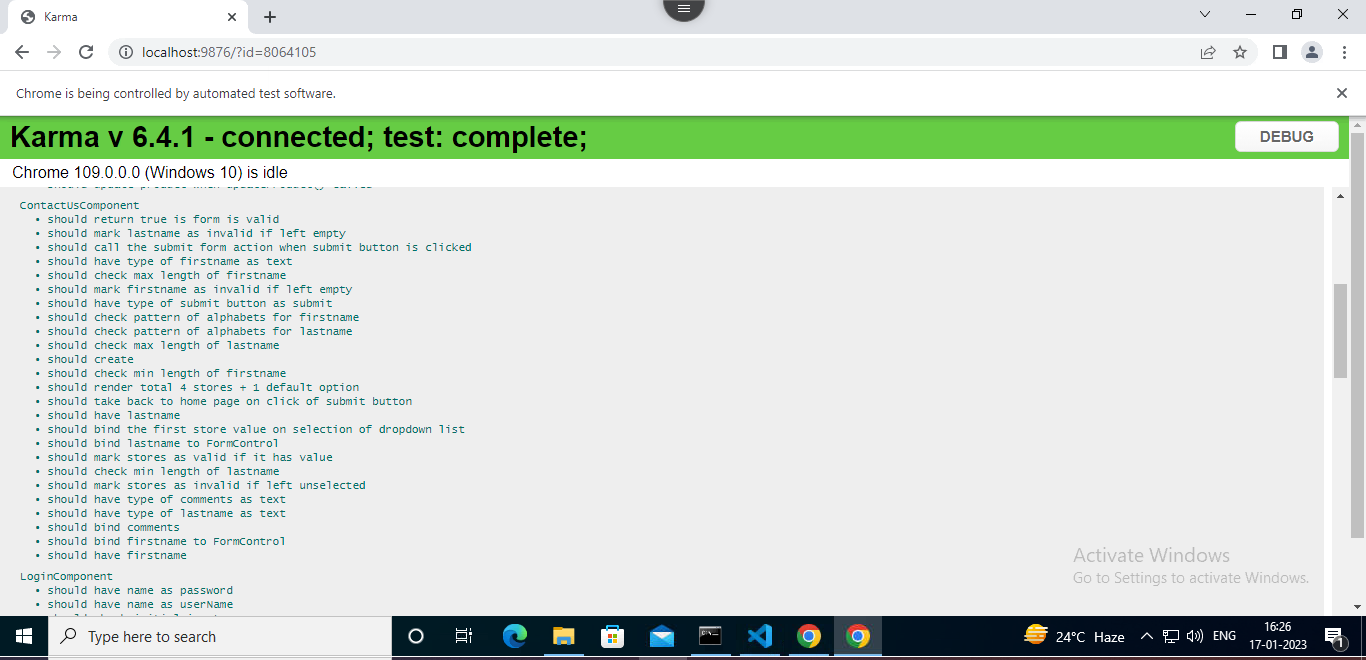 Karma
localhost:9876/?id=8064105
Chrome is being controlled by automated test software.
Karma v 6.4.1 - connected; test: complete;
DEBUG
Chrome 109.0.0.0 (Windows 10) is idle
ContactUsComponent
• should return true is form is valid
• should mark lastname as invalid if left empty
• should call the submit form action when submit button is clicked
• should have type of firstname as text
• should check max length of firstname
• should mark firstname as invalid if left empty
• should have type of submit button as submit
• should check pattern of alphabets for firstname
• should check pattern of alphabets for lastname
• should check max length of lastname
• should create
• should check min length of firstname
• should render total 4 stores + 1 default option
• should take back to home page on click of submit button
• should have lastname
• should bind the first store value on selection of dropdown list
• should bind lastname to FormControl
• should mark stores as valid if it has value
• should check min length of lastname
• should mark stores as invalid if left unselected
• should have type of comments as text
• should have type of lastname as text
• should bind comments
• should bind firstname to FormControl
• should have firstname
LoginComponent
• should have name as password
• should have name as userName
Activate Windows
Go to Settings to activate Windows.
Type here to search
24°C Haze
ENG
16:26
17-01-2023
1